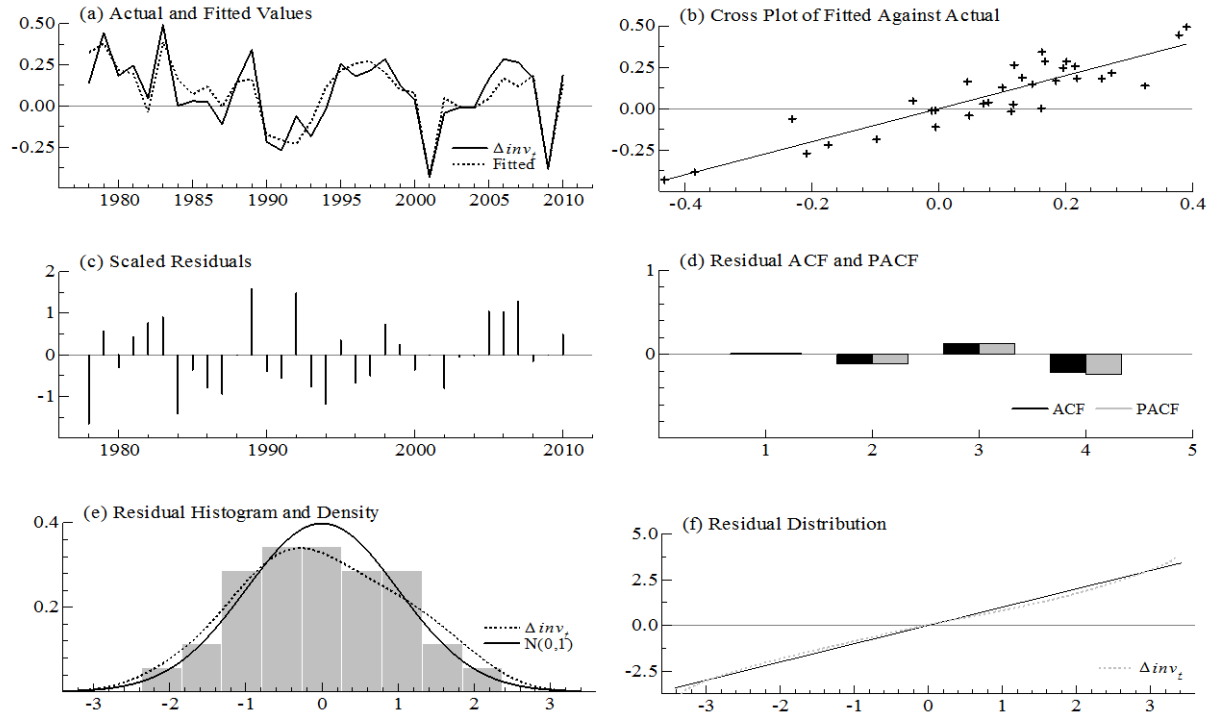 (a) Actual and Fitted Values
0.50
0.25
0.00
-0.25
Δinvₜ
Fitted
1980 1985 1990 1995 2000 2005 2010
(b) Cross Plot of Fitted Against Actual
0.50
0.25
0.00
-0.25
-0.4 -0.2 0.0 0.2 0.4
(c) Scaled Residuals
2
1
0
-1
1980 1990 2000 2010
(d) Residual ACF and PACF
1
0
ACF PACF
1 2 3 4 5
(e) Residual Histogram and Density
0.4
0.2
Δinvₜ
N(0,1)
-3 -2 -1 0 1 2 3
(f) Residual Distribution
5.0
2.5
0.0
-2.5
Δinvₜ
-3 -2 -1 0 1 2 3